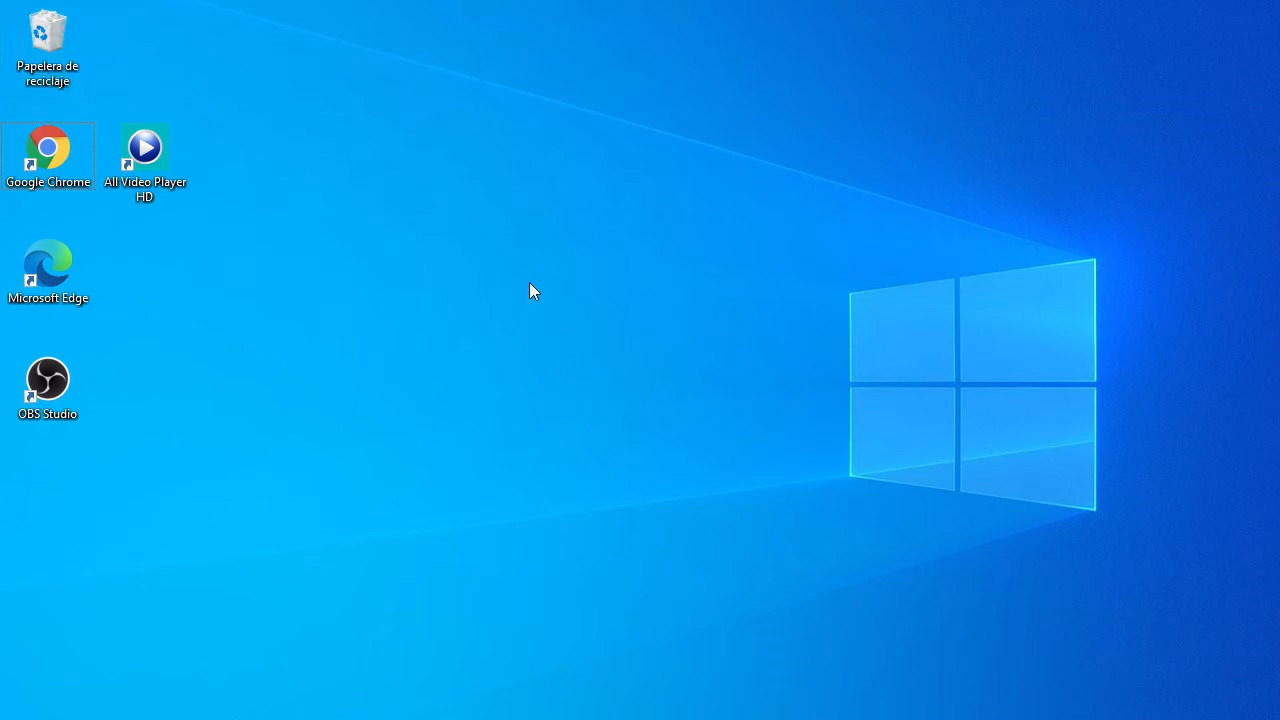 Papelera de
reciclaje
Google Chrome
All Video Player
HD
Microsoft Edge
OBS Studio